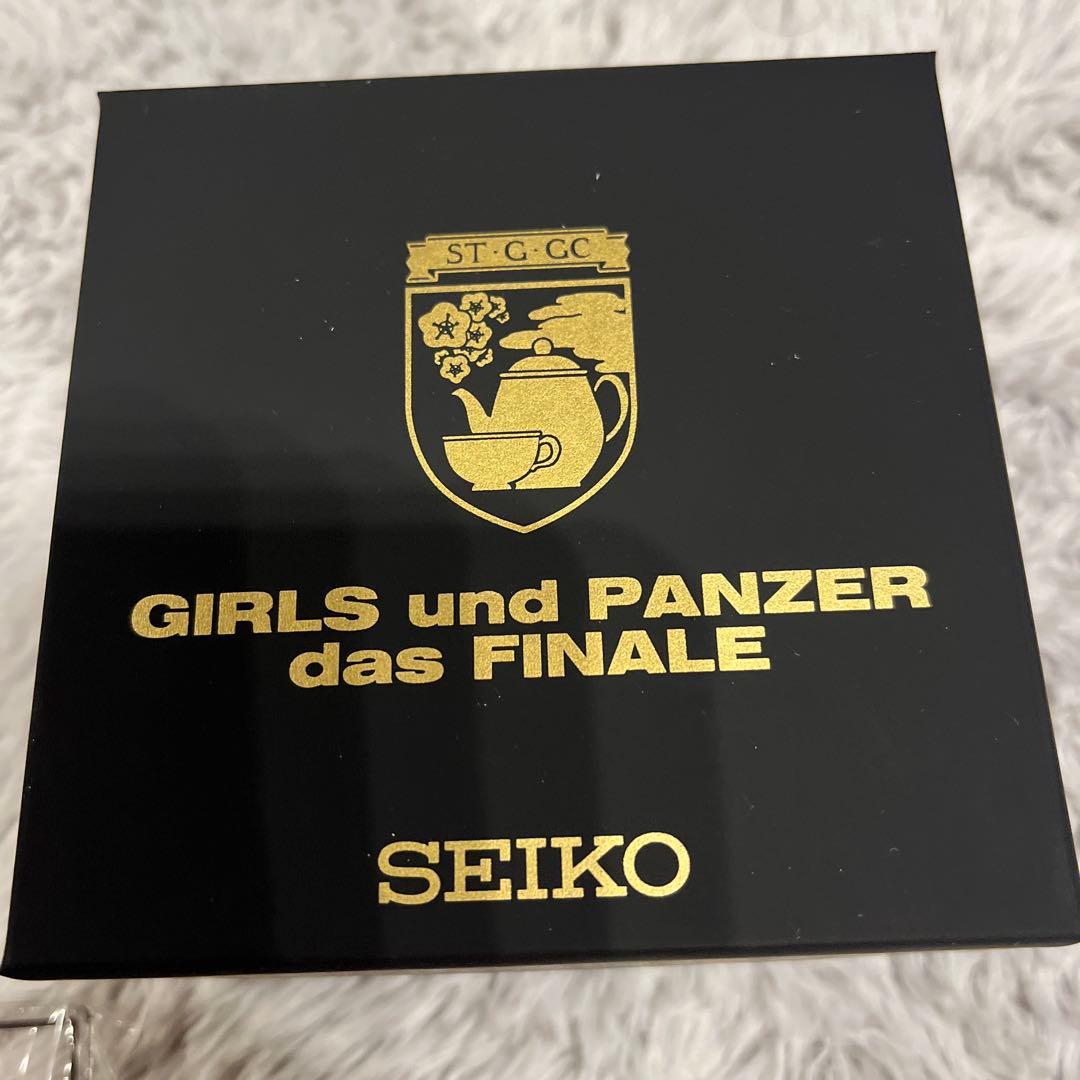 ST·G·GC
GIRLS und PANZER
das FINALE
SEIKO